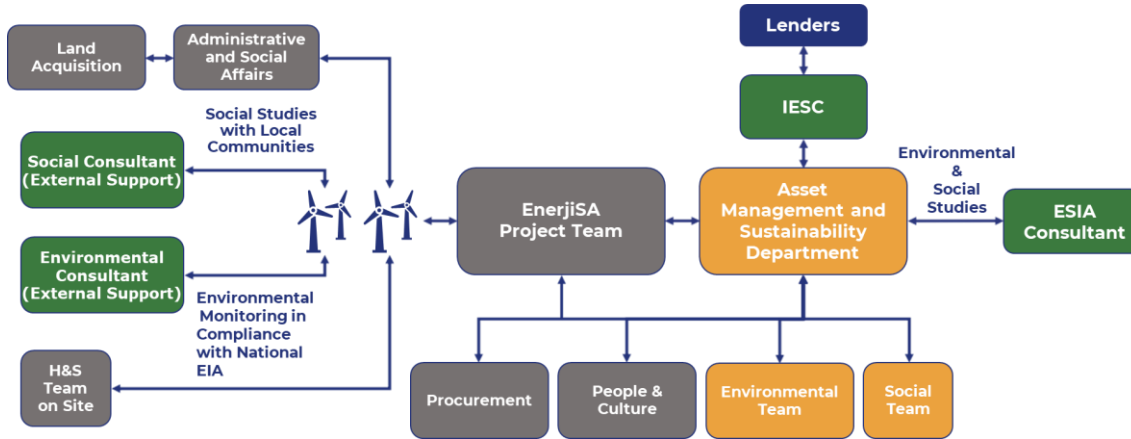 Lenders
Land
Acquisition
Administrative
and Social
Affairs
IESC
Social Studies
with Local
Communities
Social Consultant
(External Support)
Environmental
&
Social
Studies
EnerjiSA
Project Team
Asset
Management and
Sustainability
Department
ESIA
Consultant
Environmental
Consultant
(External Support)
Environmental
Monitoring in
Compliance
with National
EIA
H&S
Team
on Site
Procurement
People &
Culture
Environmental
Team
Social
Team